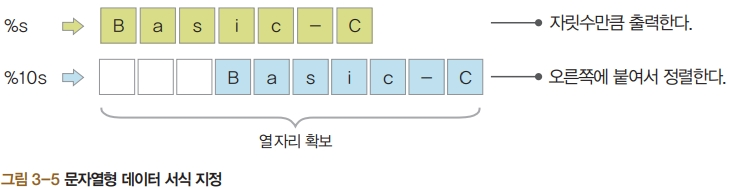 %s Basic-C 자릿수만큼 출력한다.
%10s Basic-C 오른쪽에 붙여서 정렬한다.
열자리 확보
그림 3-5 문자열형 데이터 서식 지정